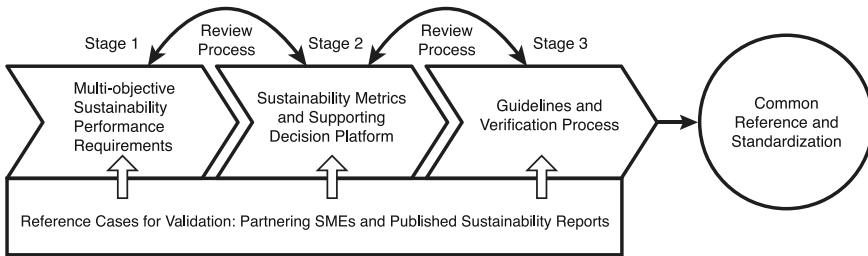 Stage 1
Review
Process
Stage 2
Review
Process
Stage 3
Multi-objective
Sustainability
Performance
Requirements
Sustainability Metrics
and Supporting
Decision Platform
Guidelines and
Verification Process
Common
Reference and
Standardization
Reference Cases for Validation: Partnering SMEs and Published Sustainability Reports